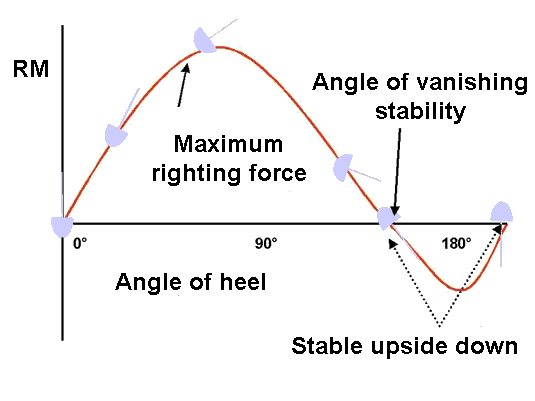 RM
Angle of vanishing
stability
Maximum
righting force
0°
90°
180°
Angle of heel
Stable upside down